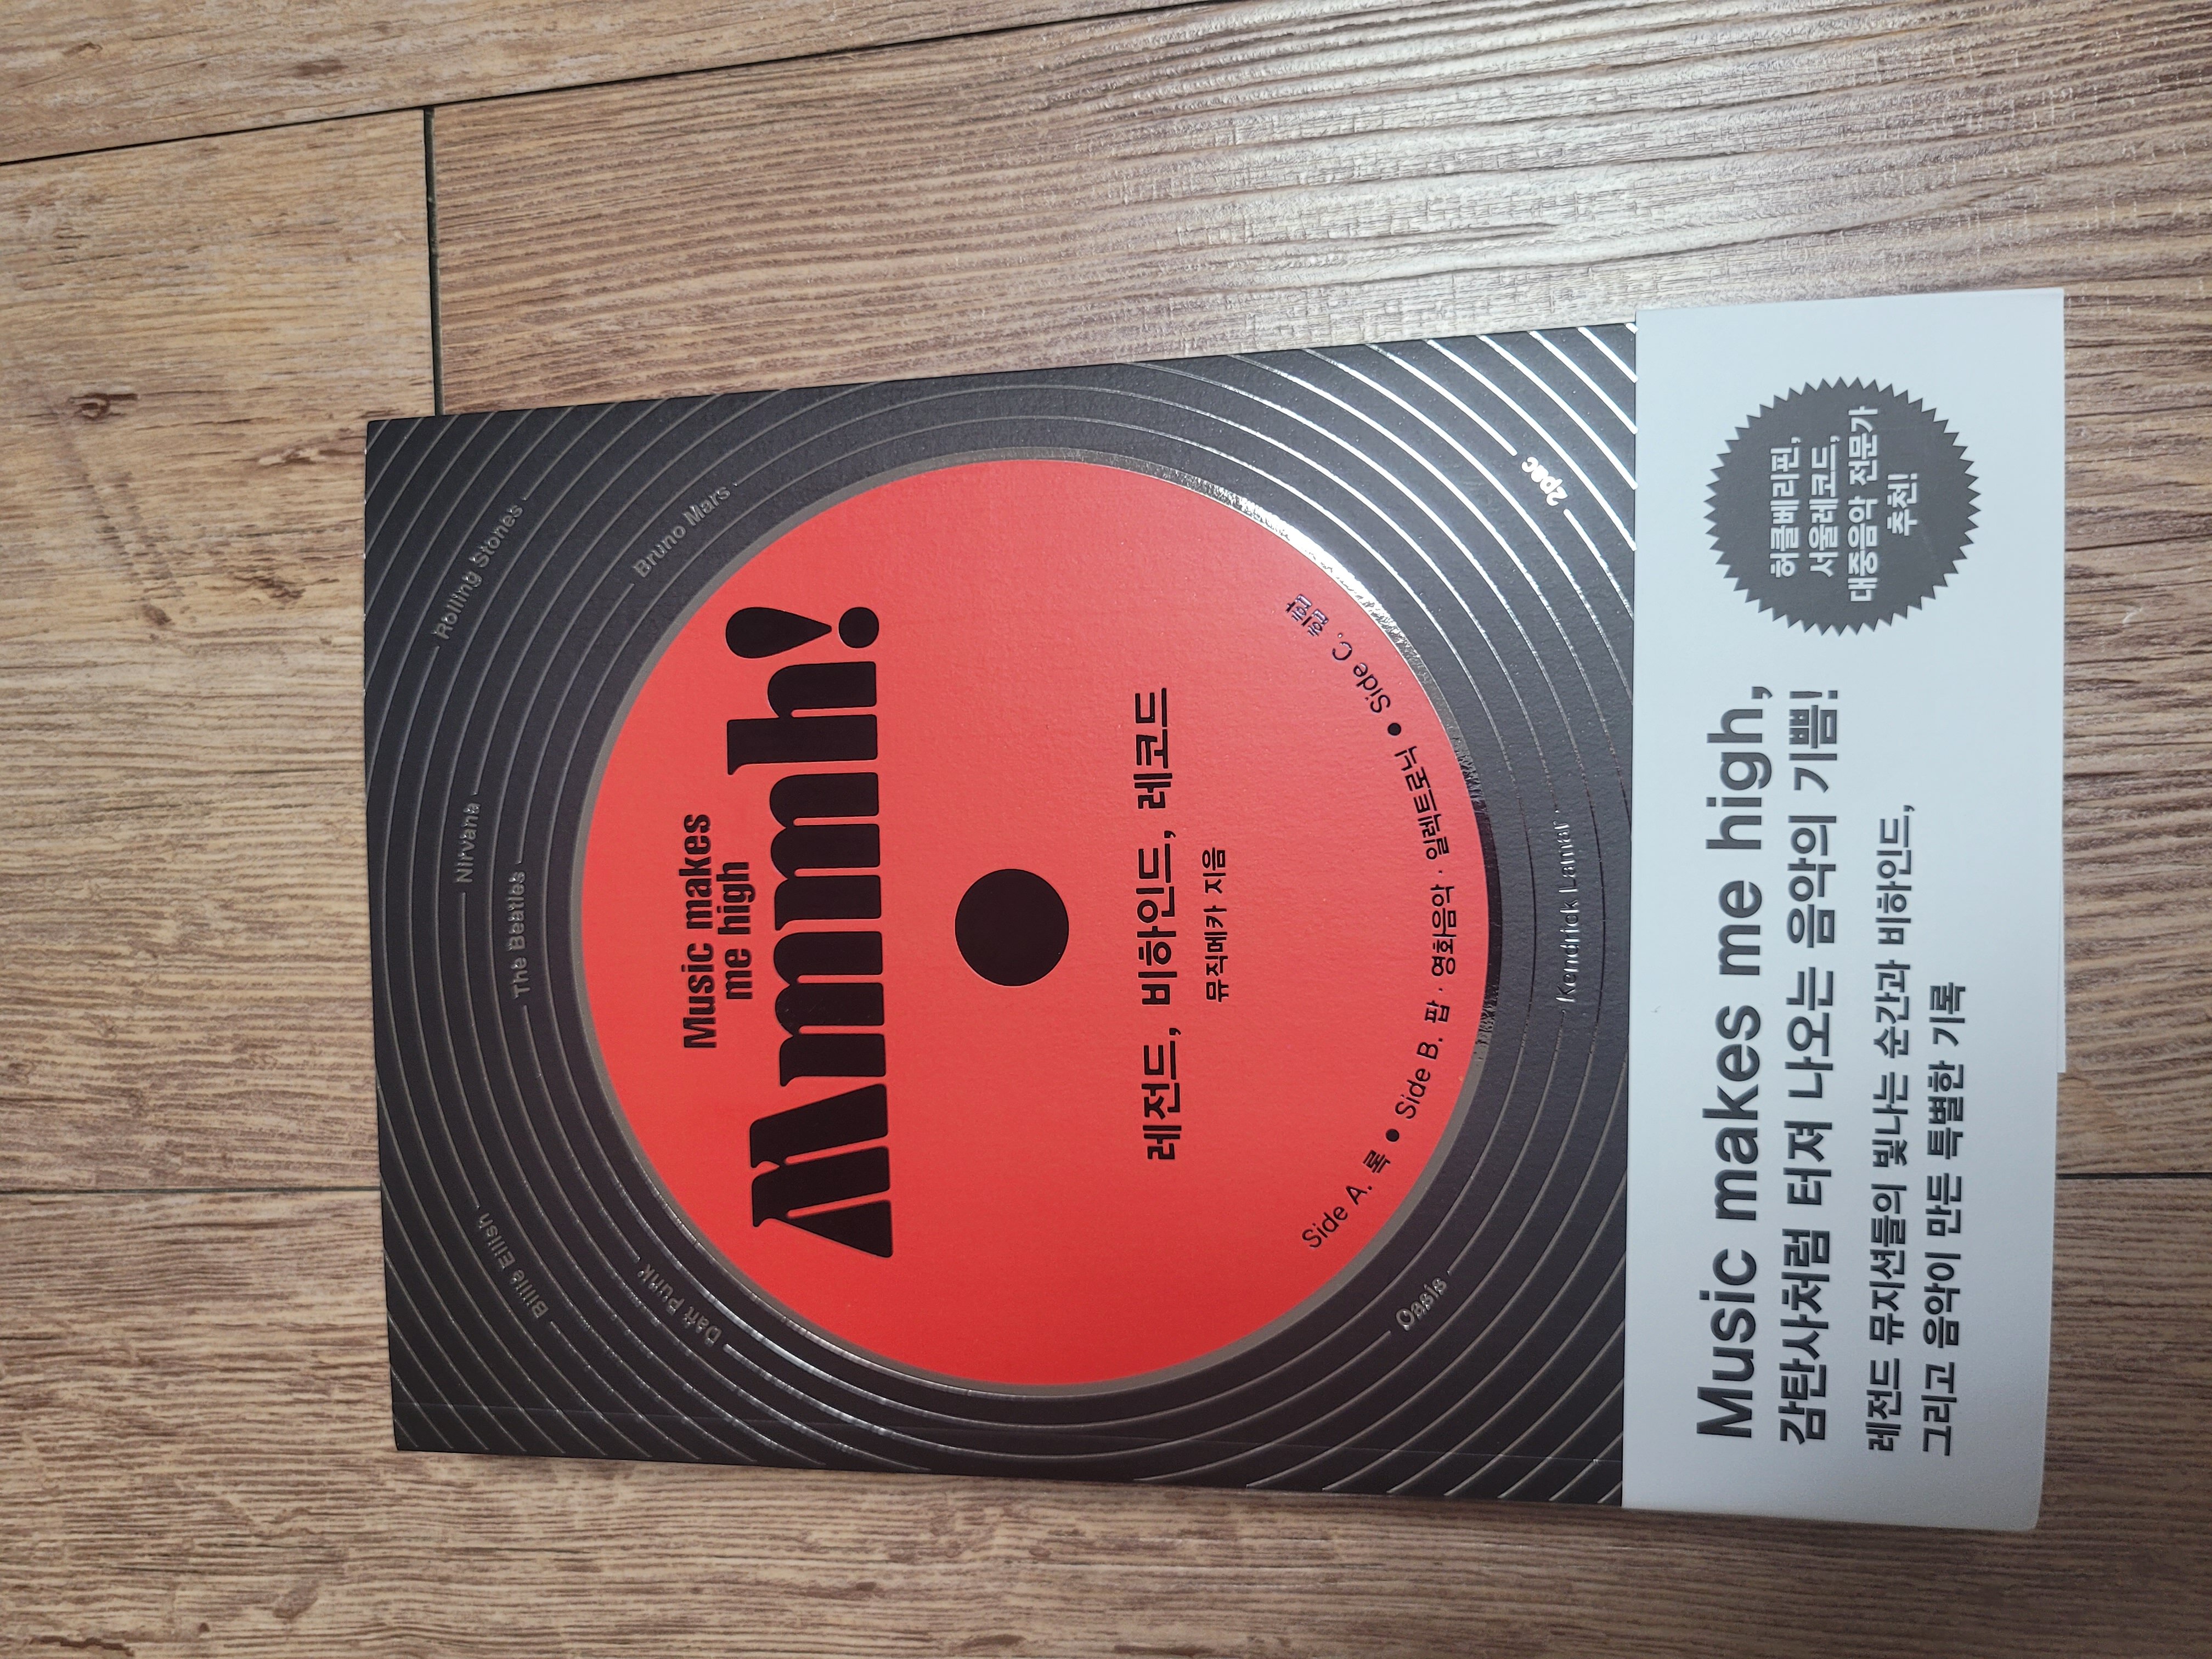 Rolling Stones
Nirvana
Billie Eilish
The Beatles
Bruno Mars
Daft Punk
Music makes
me high
Mmmh!
레전드, 비하인드, 레코드
뮤직메카 지음
Side A. 록 ● Side B. 팝 · 영화음악 · 일렉트로닉 ● Side C. 힙합
Oasis
Kendrick Lamar
2pac
Music makes me high,
감탄사처럼 터져 나오는 음악의 기쁨!
레전드 뮤지션들의 빛나는 순간과 비하인드,
그리고 음악이 만든 특별한 기록
허클베리핀,
서울레코드,
대중음악 전문가
추천!